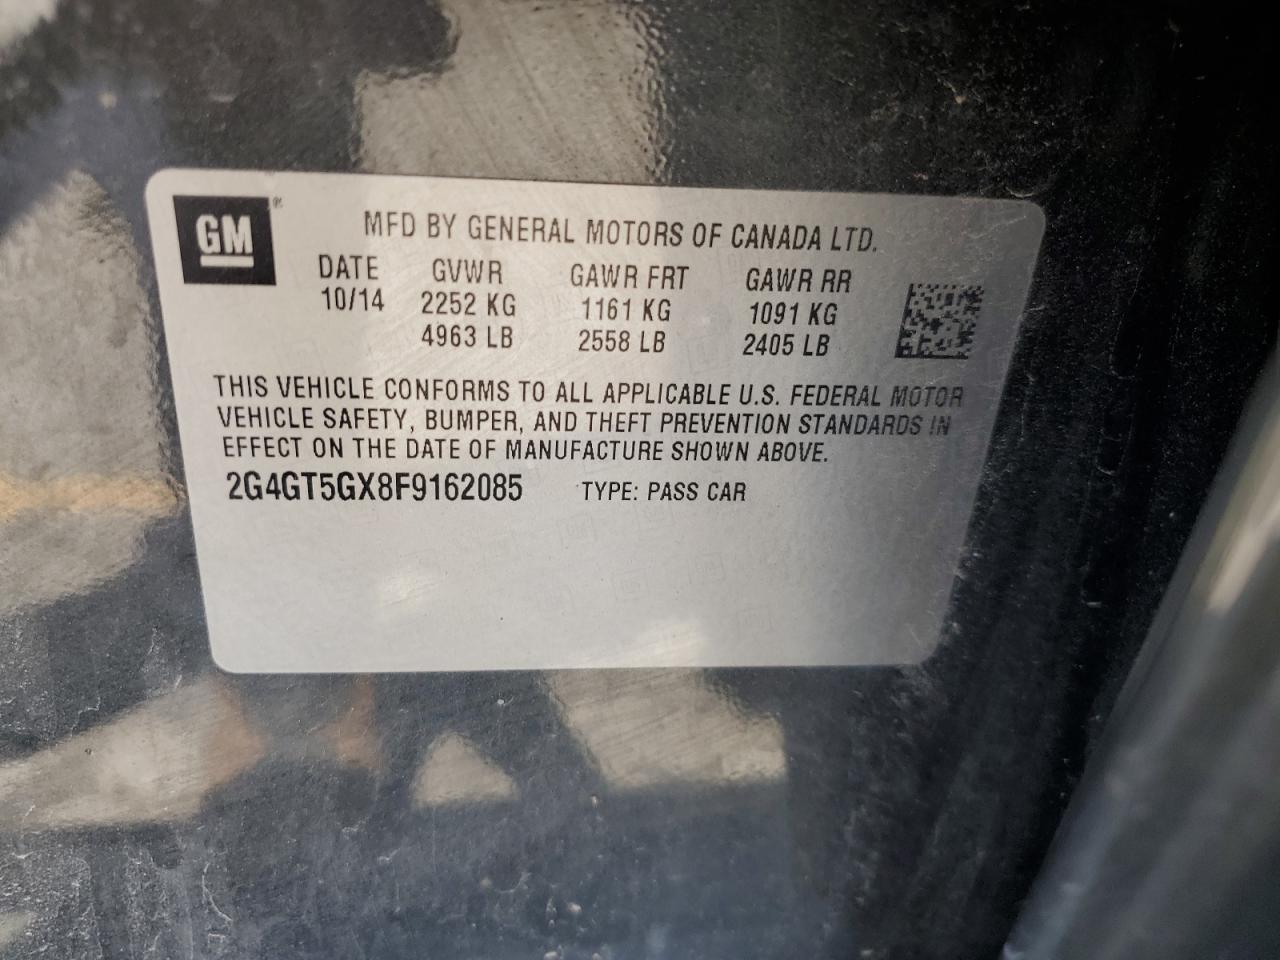 GM®
MFD BY GENERAL MOTORS OF CANADA LTD.
DATE GVWR GAWR FRT GAWR RR
10/14 2252 KG 1161 KG 1091 KG
4963 LB 2558 LB 2405 LB
THIS VEHICLE CONFORMS TO ALL APPLICABLE U.S. FEDERAL MOTOR
VEHICLE SAFETY, BUMPER, AND THEFT PREVENTION STANDARDS IN
EFFECT ON THE DATE OF MANUFACTURE SHOWN ABOVE.
2G4GT5GX8F9162085 TYPE: PASS CAR